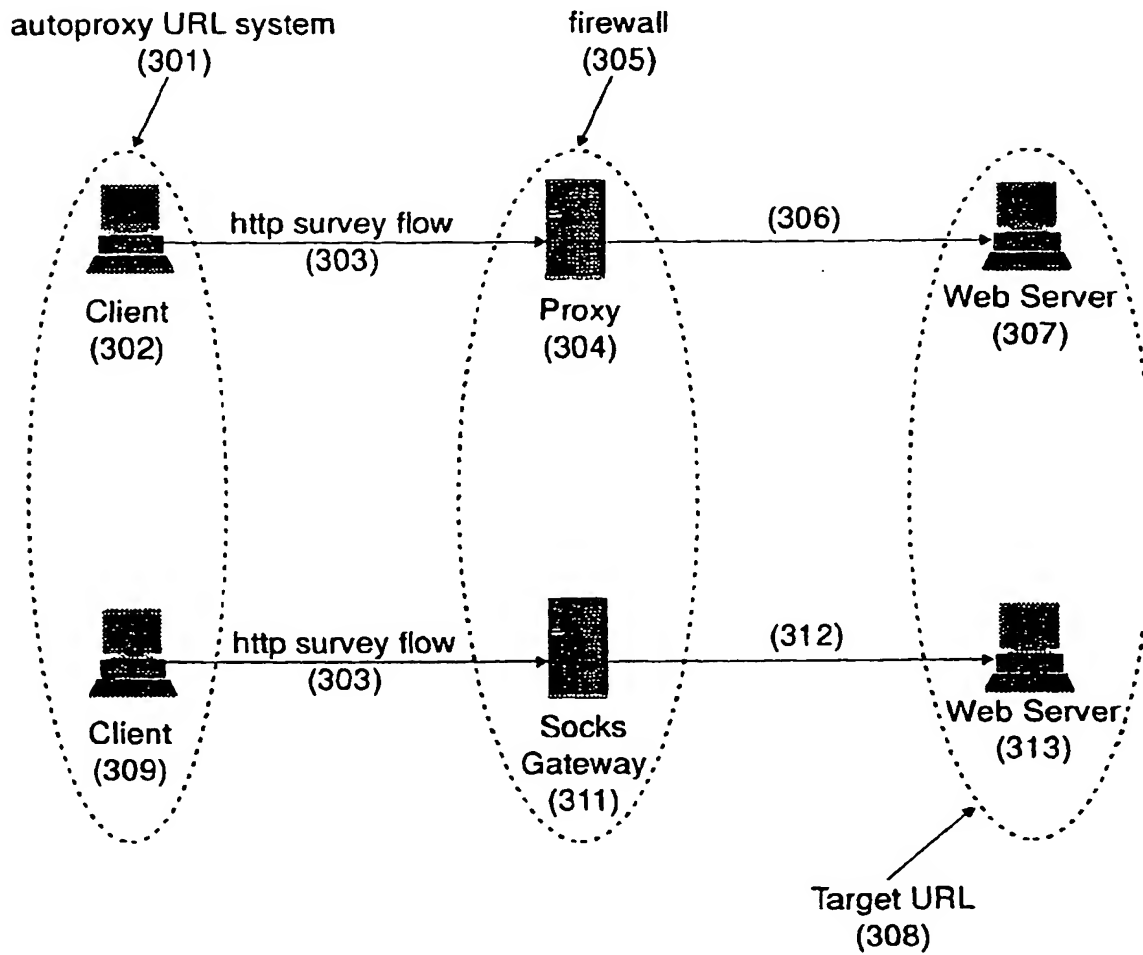 autoproxy URL system
(301)
firewall
(305)
http survey flow
(303)
(306)
Client
(302)
Proxy
(304)
Web Server
(307)
http survey flow
(303)
(312)
Client
(309)
Socks
Gateway
(311)
Web Server
(313)
Target URL
(308)